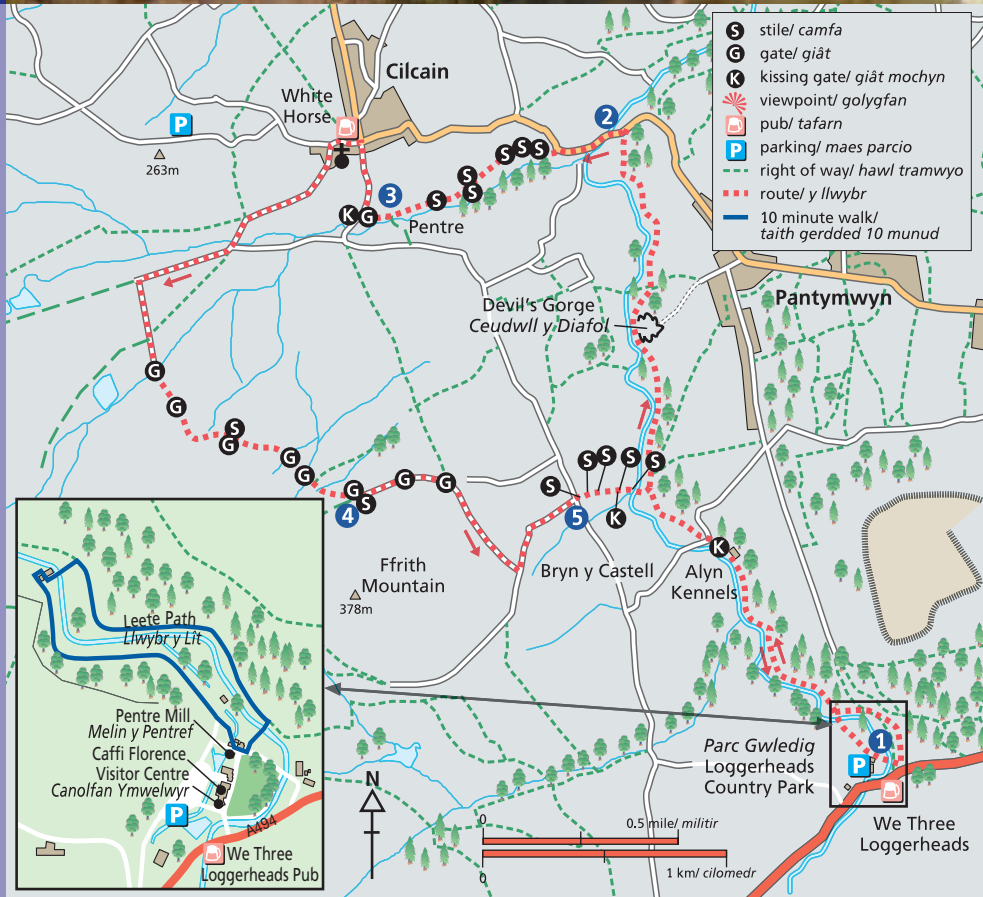 S stile/ camfa
G gate/ giât
K kissing gate/ giât mochyn
viewpoint/ golygfan
pub/ tafarn
P parking/ maes parcio
right of way/ hawl tramwyo
route/ y llwybr
10 minute walk/
taith gerdded 10 munud
Cilcain
White
Horse
P
263m
2
S S S
S
S
S
3
K G
Pentre
Devil's Gorge
Ceudwll y Diafol
Pantymwyn
G
G
S
G
G
G
G
S
4
G
G
S S S S
S
5
K
K
Ffrith
Mountain
378m
Bryn y Castell
Alyn
Kennels
Leete Path
Llwybr y Lît
Pentre Mill
Melin y Pentref
Caffi Florence
Visitor Centre
Canolfan Ymwelwyr
P
A494
We Three
Loggerheads Pub
N
0
0.5 mile/ militir
0
1 km/ cilomedr
Parc Gwledig
Loggerheads
Country Park
1
P
We Three
Loggerheads